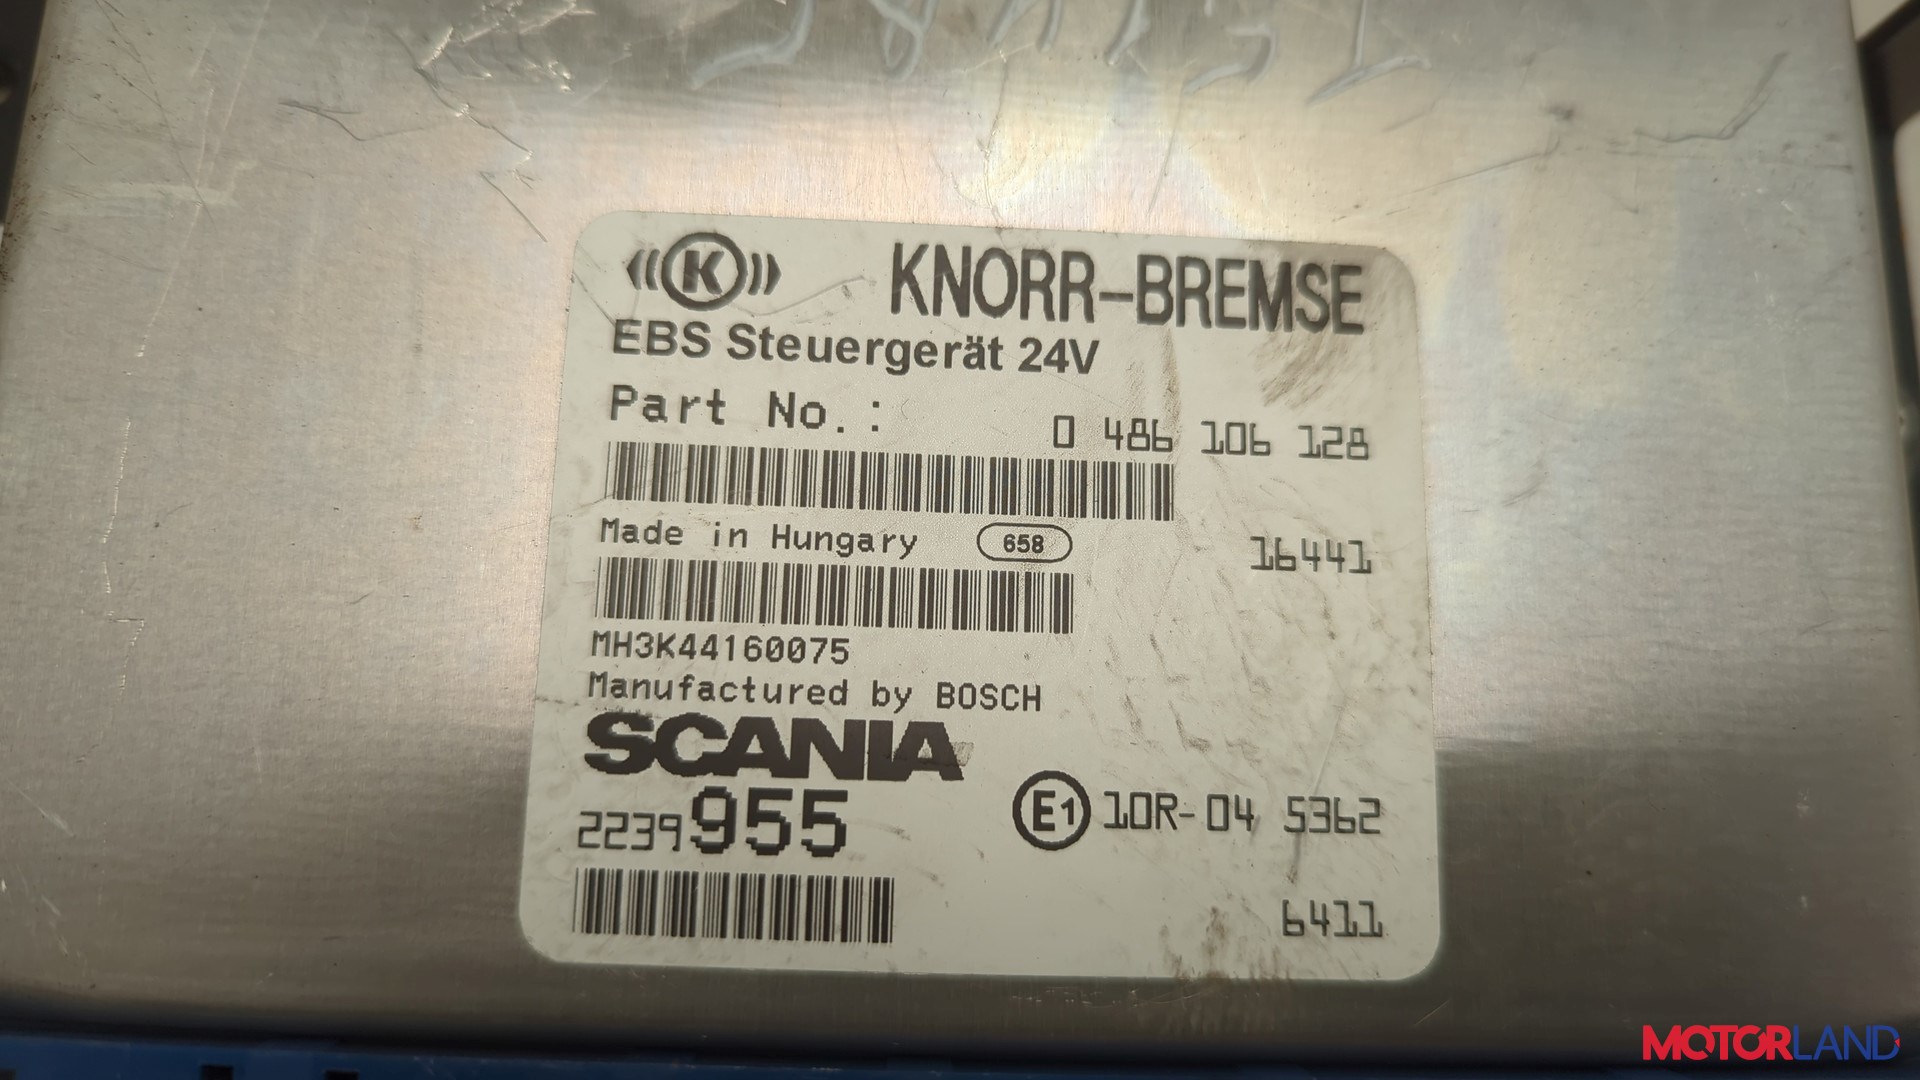 K KNORR-BREMSE
EBS Steuergerät 24V
Part No.: 0 486 106 128
Made in Hungary 658 16441
MH3K44160075
Manufactured by BOSCH
SCANIA
2239955 E1 10R-04 5362
6411
MOTORLAND